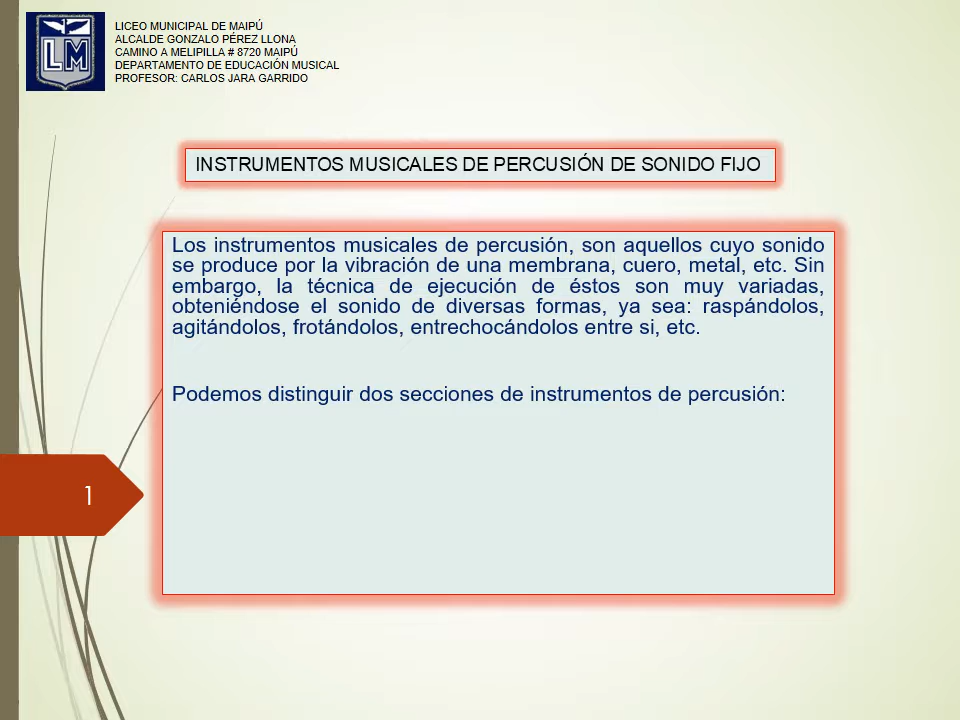 LM
LICEO MUNICIPAL DE MAIPÚ
ALCALDE GONZALO PÉREZ LLONA
CAMINO A MELIPILLA # 8720 MAIPÚ
DEPARTAMENTO DE EDUCACIÓN MUSICAL
PROFESOR: CARLOS JARA GARRIDO
INSTRUMENTOS MUSICALES DE PERCUSIÓN DE SONIDO FIJO
Los instrumentos musicales de percusión, son aquellos cuyo sonido
se produce por la vibración de una membrana, cuero, metal, etc. Sin
embargo, la técnica de ejecución de éstos son muy variadas,
obteniéndose el sonido de diversas formas, ya sea: raspándolos,
agitándolos, frotándolos, entrechocándolos entre si, etc.
Podemos distinguir dos secciones de instrumentos de percusión:
1